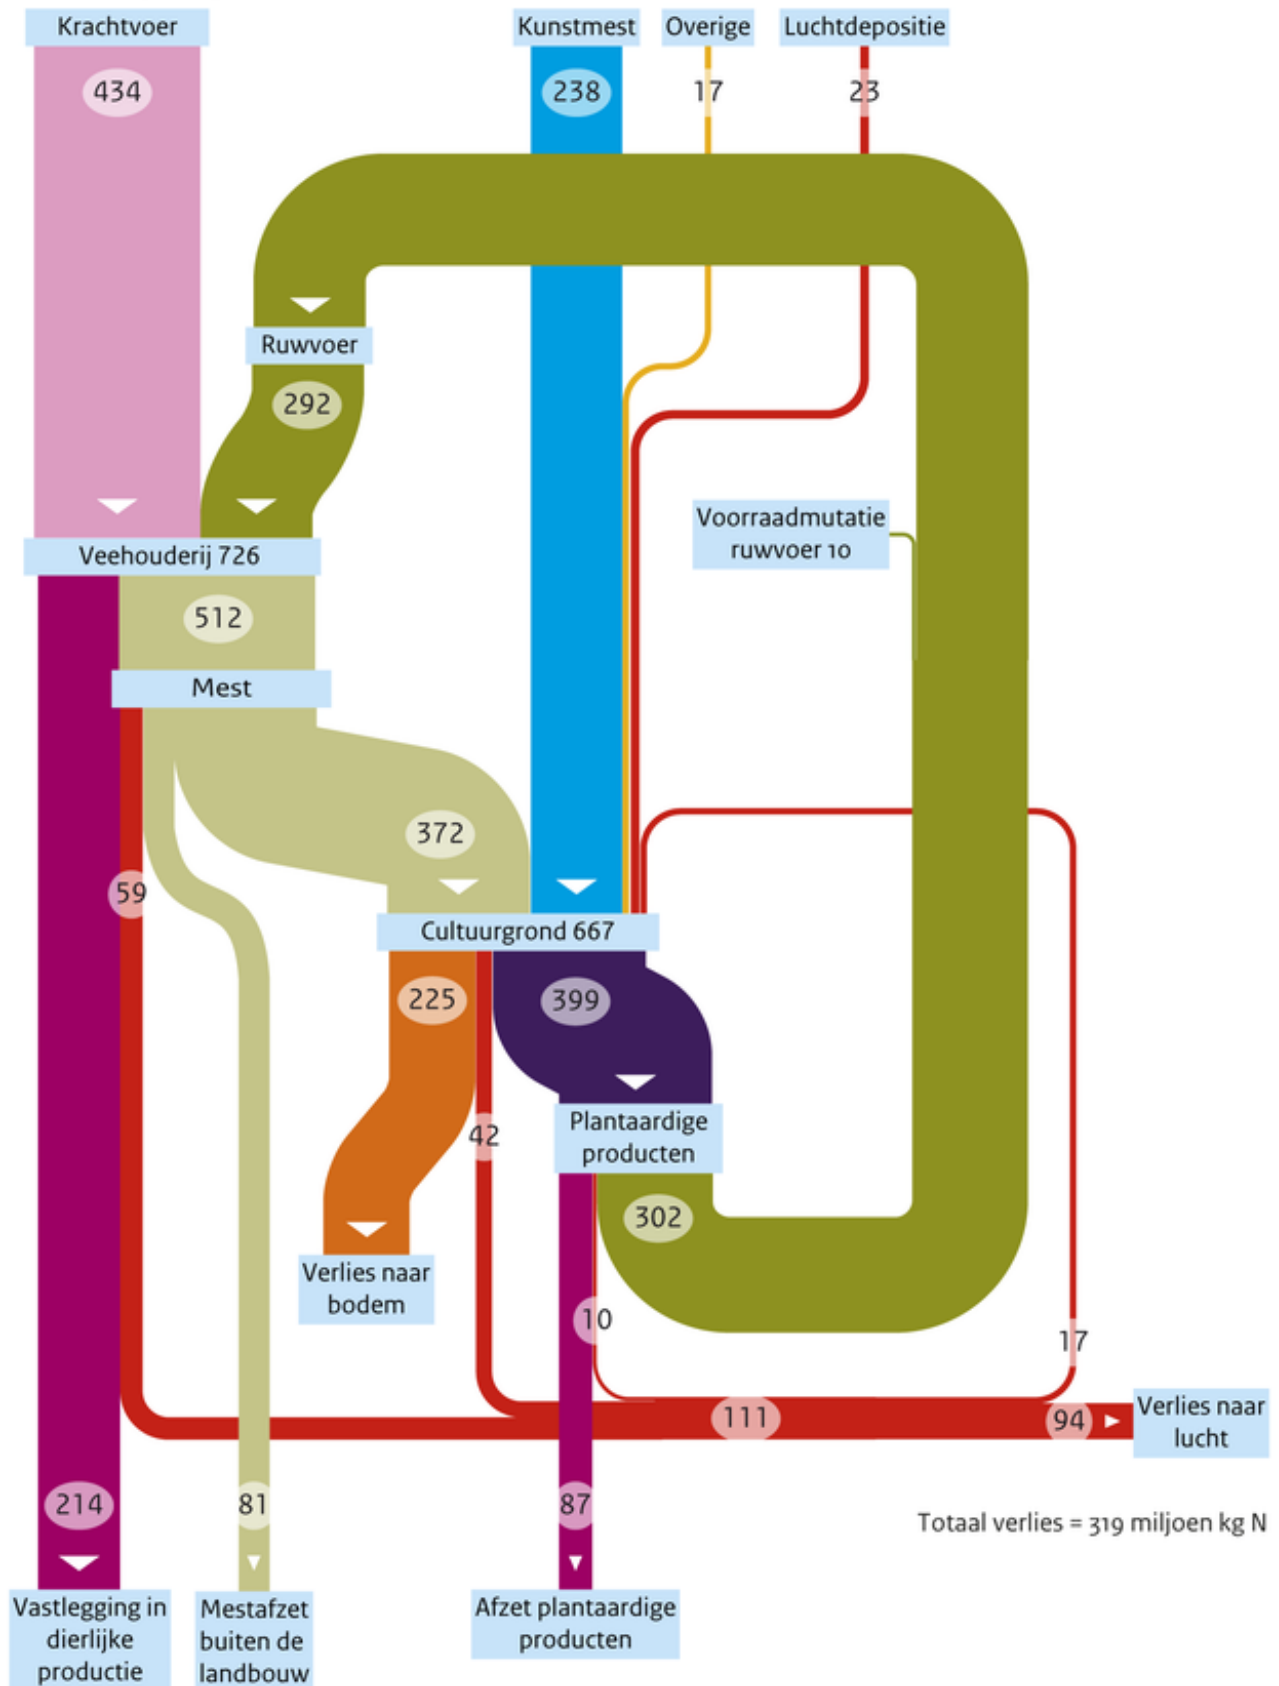 Krachtvoer
Kunstmest
Overige
Luchtdepositie
434
238
17
23
Ruwvoer
292
Voorraadmutatie
ruwvoer 10
Veehouderij 726
512
Mest
372
59
Cultuurgrond 667
225
399
42
Plantaardige
producten
302
Verlies naar
bodem
10
17
111
94
Verlies naar
lucht
214
81
87
Totaal verlies = 319 miljoen kg N
Vastlegging in
dierlijke
productie
Mestafzet
buiten de
landbouw
Afzet plantaardige
producten